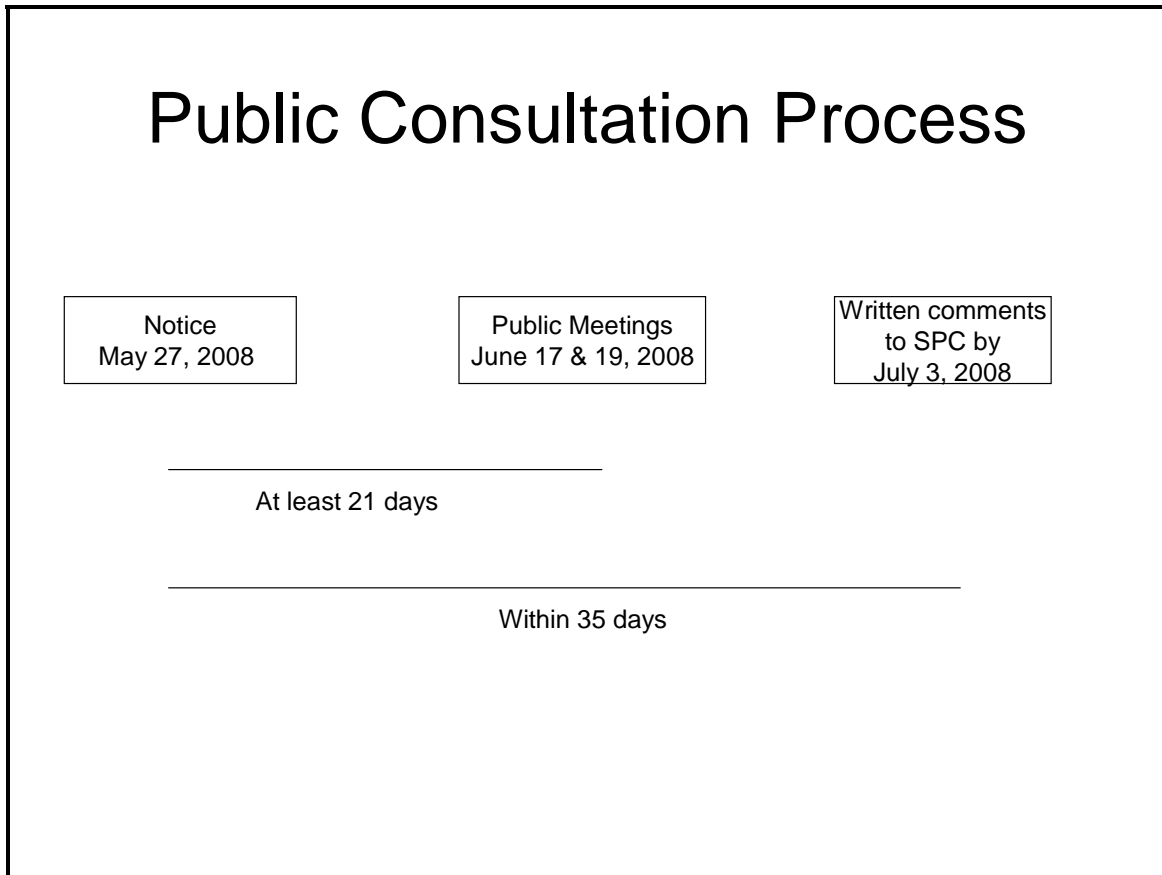 Public Consultation Process
Notice
May 27, 2008
Public Meetings
June 17 & 19, 2008
Written comments
to SPC by
July 3, 2008
At least 21 days
Within 35 days